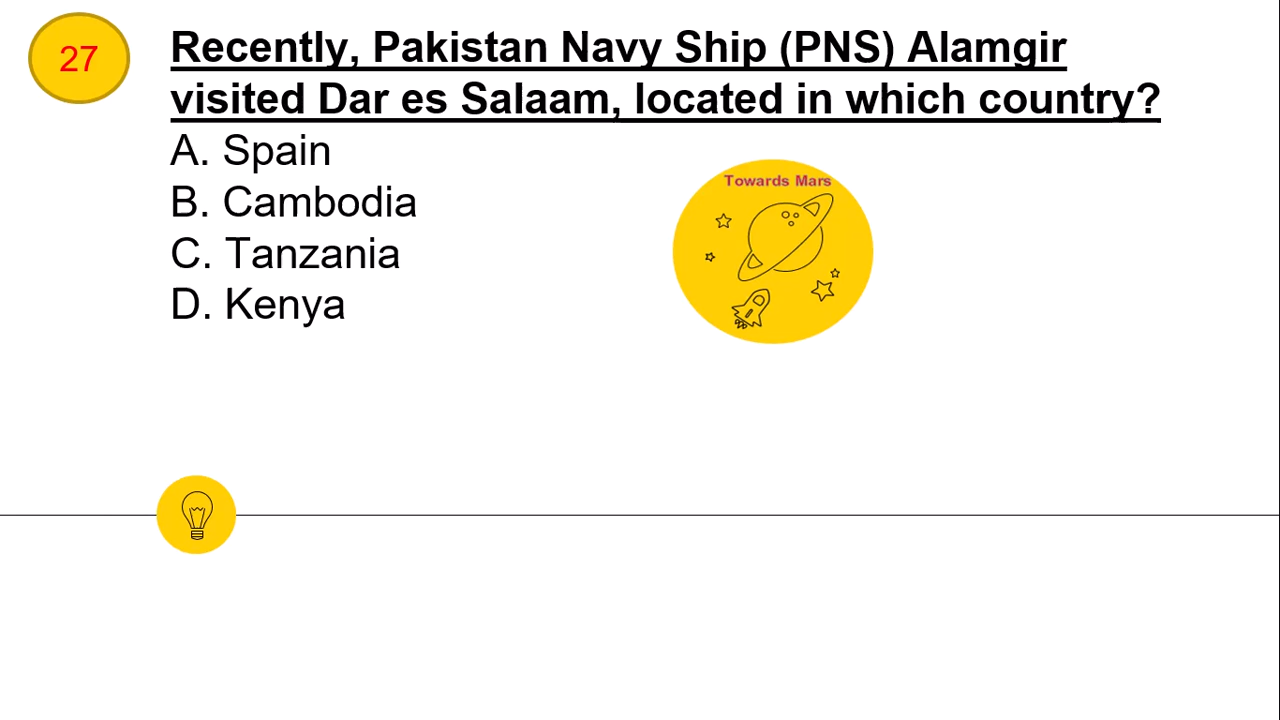 27
Recently, Pakistan Navy Ship (PNS) Alamgir
visited Dar es Salaam, located in which country?
A. Spain
B. Cambodia
C. Tanzania
D. Kenya
Towards Mars